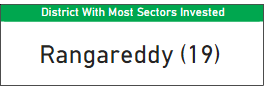 District With Most Sectors Invested
Rangareddy (19)